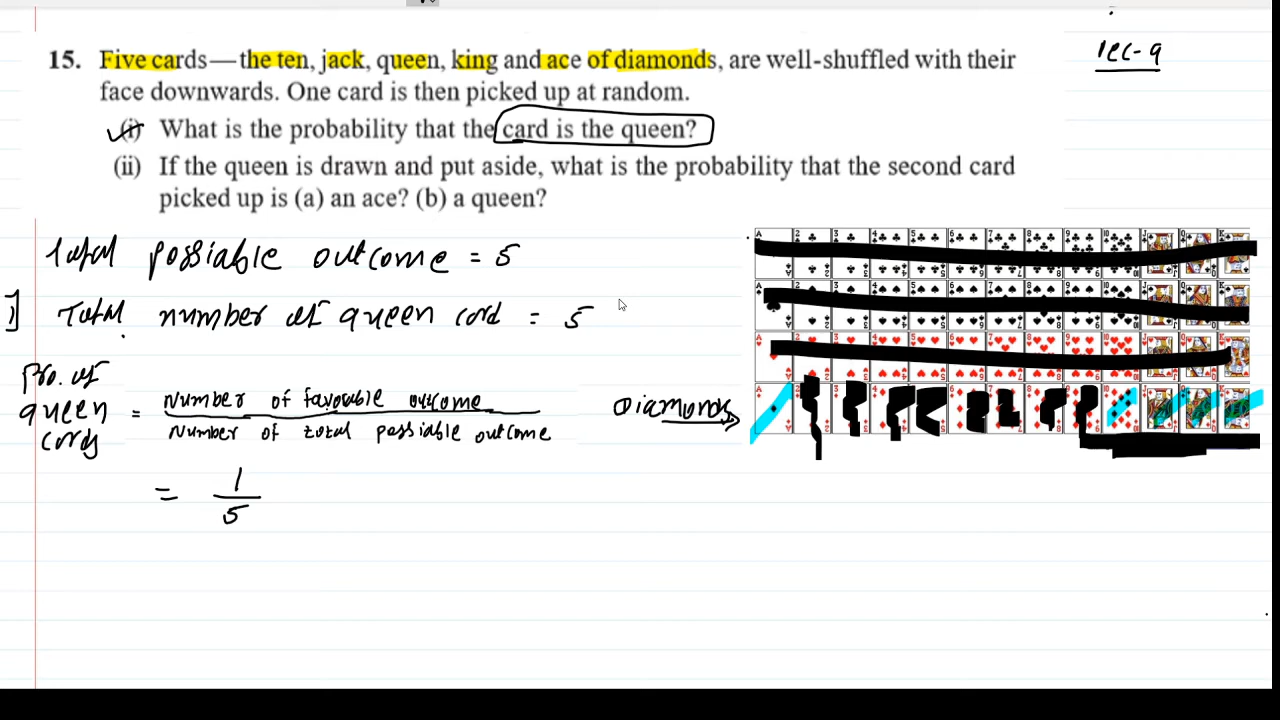 lec-9
15. Five cards—the ten, jack, queen, king and ace of diamonds, are well-shuffled with their
face downwards. One card is then picked up at random.
(i) What is the probability that the card is the queen?
(ii) If the queen is drawn and put aside, what is the probability that the second card
picked up is (a) an ace? (b) a queen?
Total possiable outcome = 5
I] Total number of queen card = 5
Pro. of
queen
cards
= Number of favouable outcome
Number of total possiable outcome
= 1
5
Diamonds